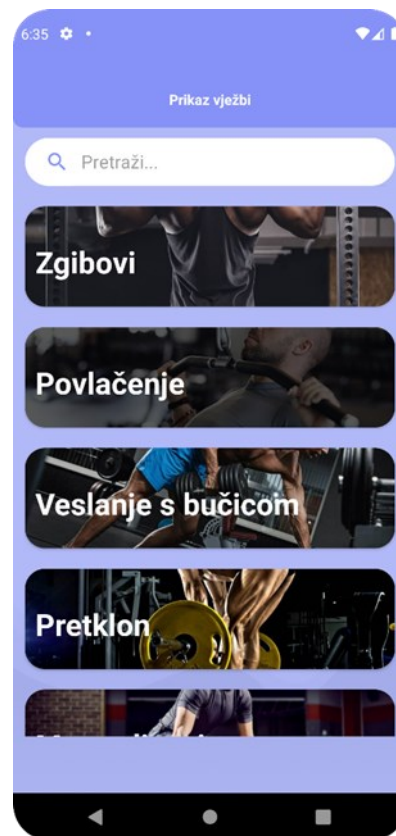 6:35
Prikaz vježbi
Pretraži...
Zgibovi
Povlačenje
Veslanje s bučicom
Pretklon